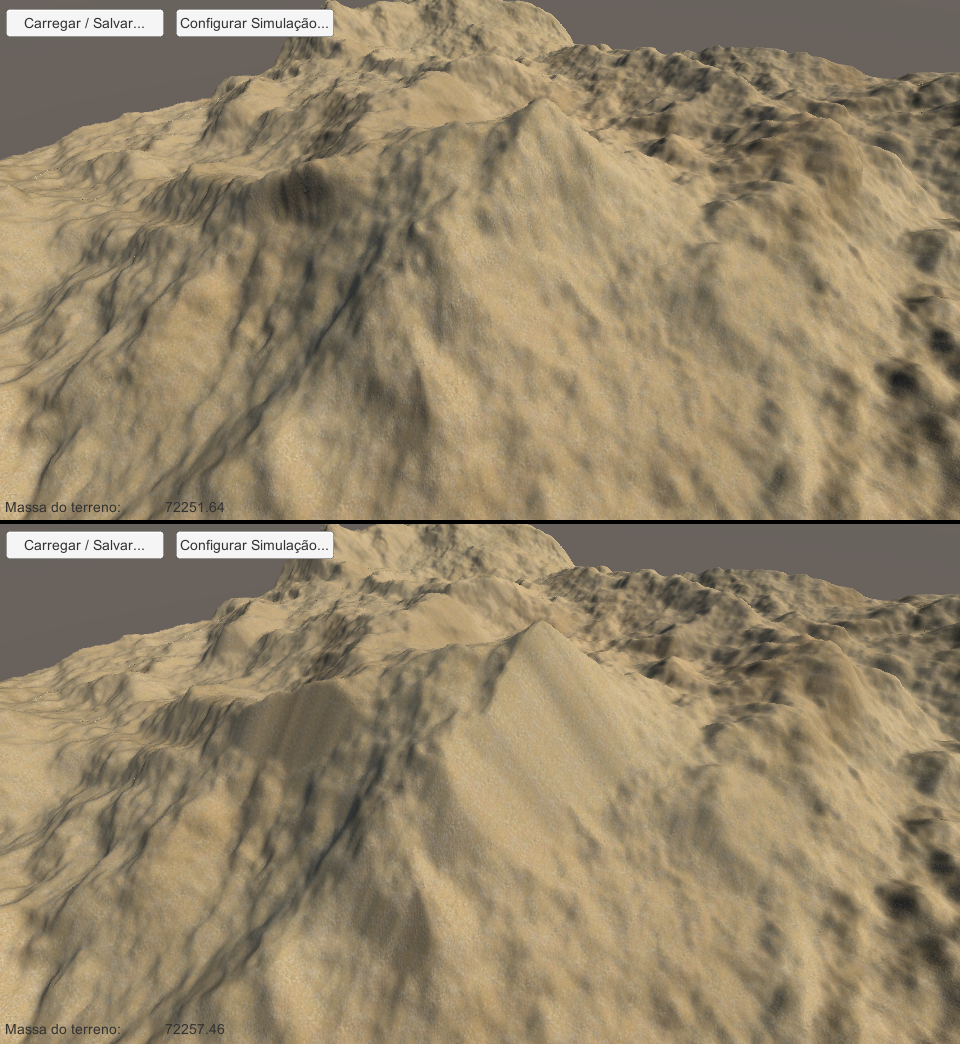 Carregar / Salvar... Configurar Simulação...
Massa do terreno: 72251.64
Carregar / Salvar... Configurar Simulação...
Massa do terreno: 72257.46